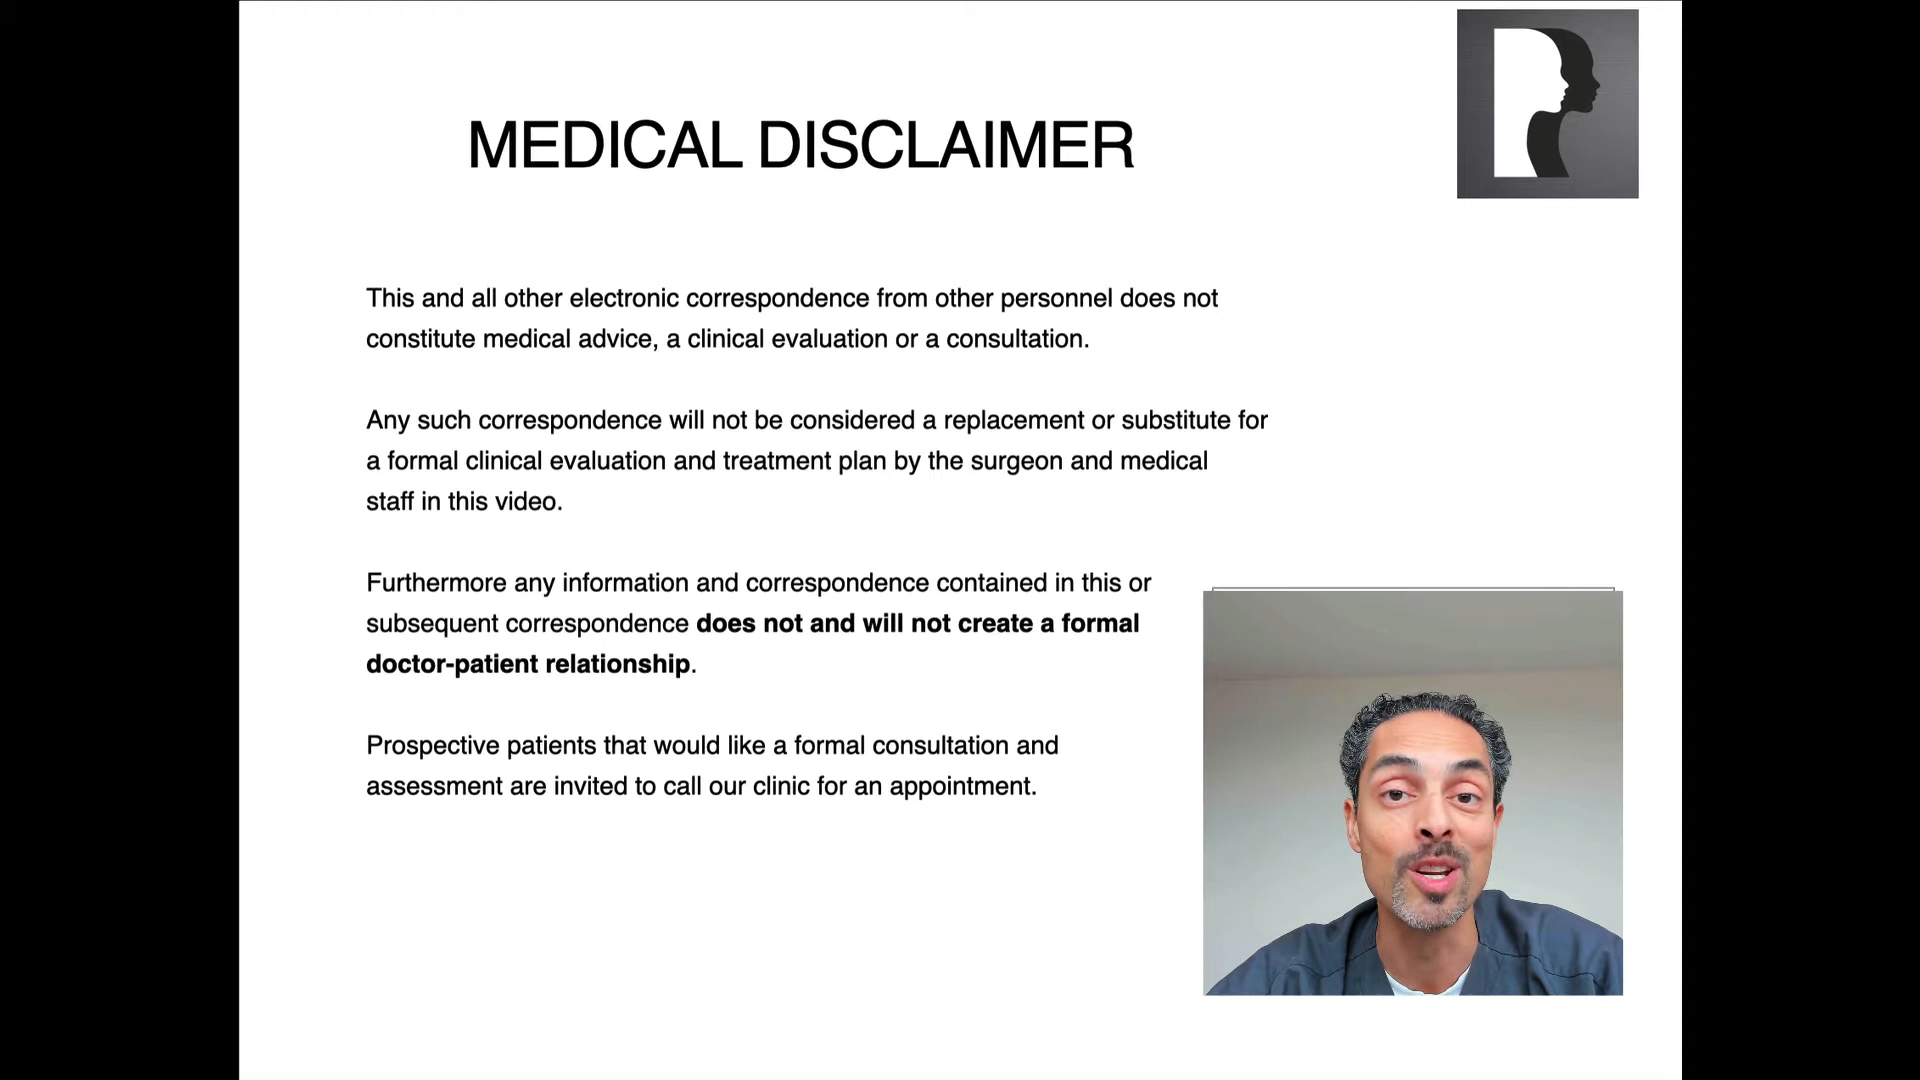 MEDICAL DISCLAIMER
This and all other electronic correspondence from other personnel does not
constitute medical advice, a clinical evaluation or a consultation.
Any such correspondence will not be considered a replacement or substitute for
a formal clinical evaluation and treatment plan by the surgeon and medical
staff in this video.
Furthermore any information and correspondence contained in this or
subsequent correspondence does not and will not create a formal
doctor-patient relationship.
Prospective patients that would like a formal consultation and
assessment are invited to call our clinic for an appointment.